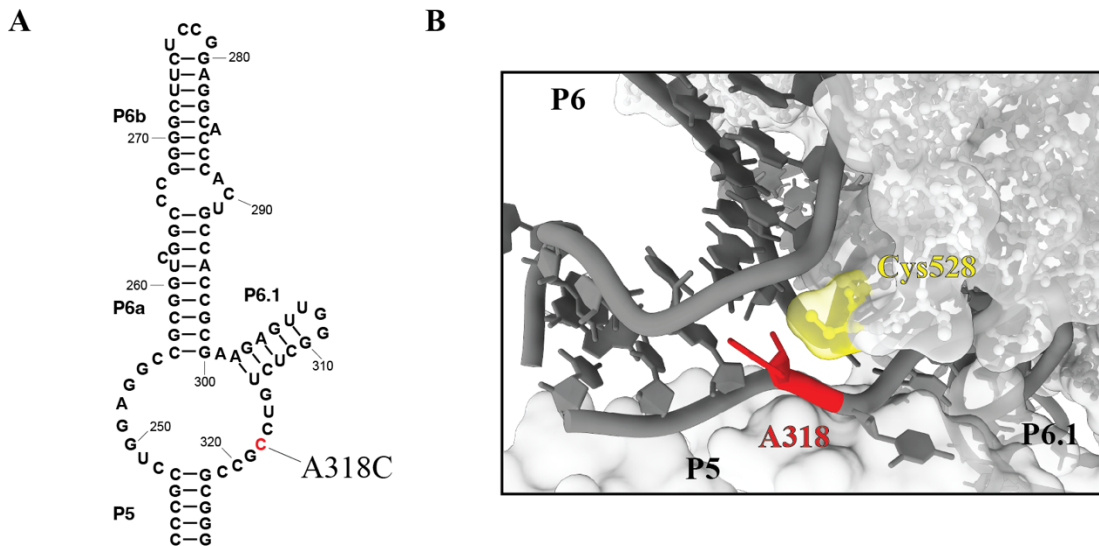 A
B
CC
U G
C–G 280
U–A
U–G
P6b
C–G
A
270 G–C
G–C
G–C
G–C
C A
C C
U 290
C–G
G–C
G–C
C
U–A
260 G–C
G–C
P6a
C–G
G–C
C–G
P6.1
AAGAGUUGGGCUCU
300
310
G G A G G
250
U C
G U C C
A318C
320
G C C G
C–G
C–G
G–C
C–G
C–G
C–G
P5
P6
Cys528
A318
P5
P6.1